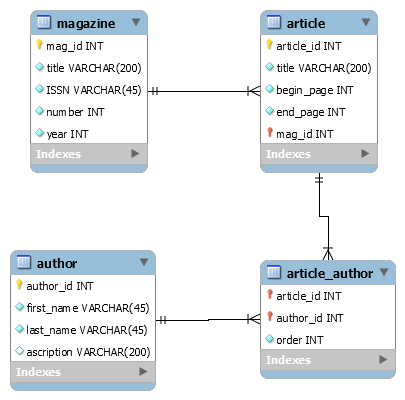 magazine
mag_id INT
title VARCHAR(200)
ISSN VARCHAR(45)
number INT
year INT
Indexes
article
article_id INT
title VARCHAR(200)
begin_page INT
end_page INT
mag_id INT
Indexes
author
author_id INT
first_name VARCHAR(45)
last_name VARCHAR(45)
ascription VARCHAR(200)
Indexes
article_author
article_id INT
author_id INT
order INT
Indexes